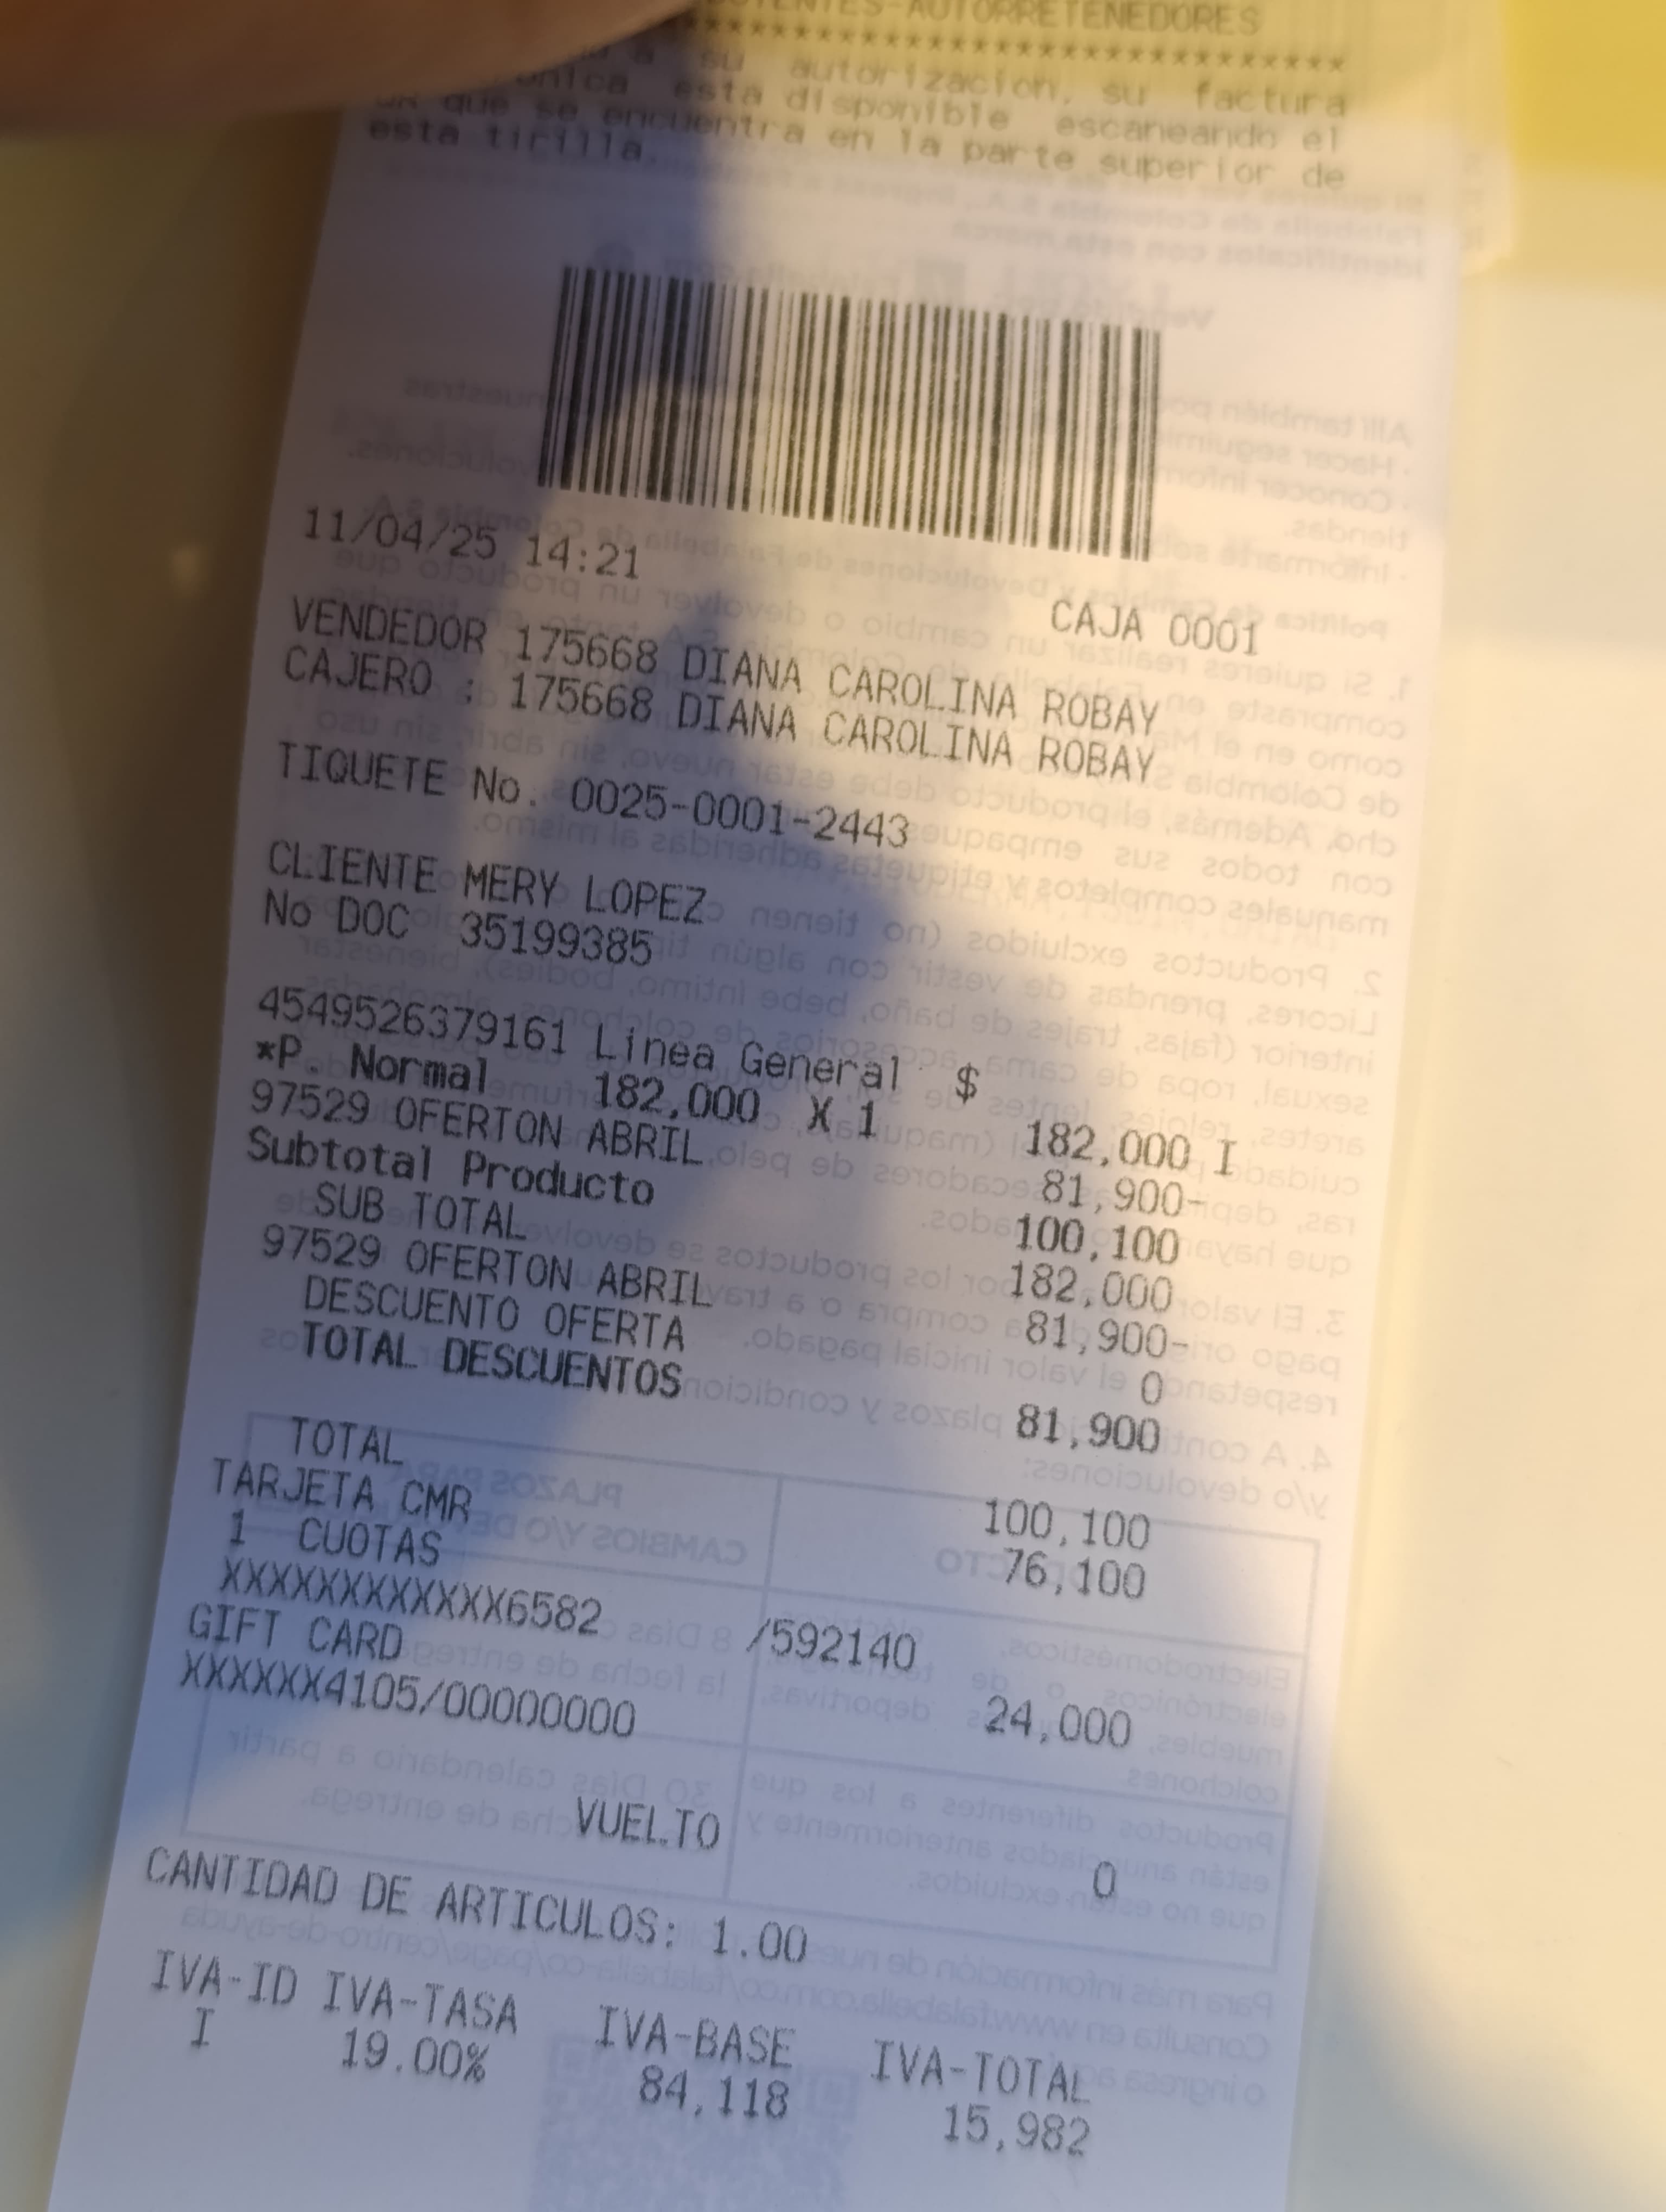 -AUTORRETENEDORES
*****************************
su autorizacion, su factura
esta disponible escaneando el
que se encuentra en la parte superior de
esta tirilla.
11/04/25 14:21
CAJA 0001
VENDEDOR 175668 DIANA CAROLINA ROBAY
CAJERO : 175668 DIANA CAROLINA ROBAY
TIQUETE No. 0025-0001-2443
CLIENTE MERY LOPEZ
No DOC 35199385
4549526379161 Linea General $
*P. Normal 182,000 X 1 182,000 I
97529 OFERTON ABRIL 81,900-
Subtotal Producto 100,100
SUB TOTAL 182,000
97529 OFERTON ABRIL 81,900-
DESCUENTO OFERTA 0
TOTAL DESCUENTOS 81,900
TOTAL 100,100
TARJETA CMR 76,100
1 CUOTAS
XXXXXXXXXXXX6582 /592140
GIFT CARD 24,000
XXXXXX4105/00000000
VUELTO 0
CANTIDAD DE ARTICULOS: 1.00
IVA-ID IVA-TASA IVA-BASE IVA-TOTAL
I 19.00% 84,118 15,982